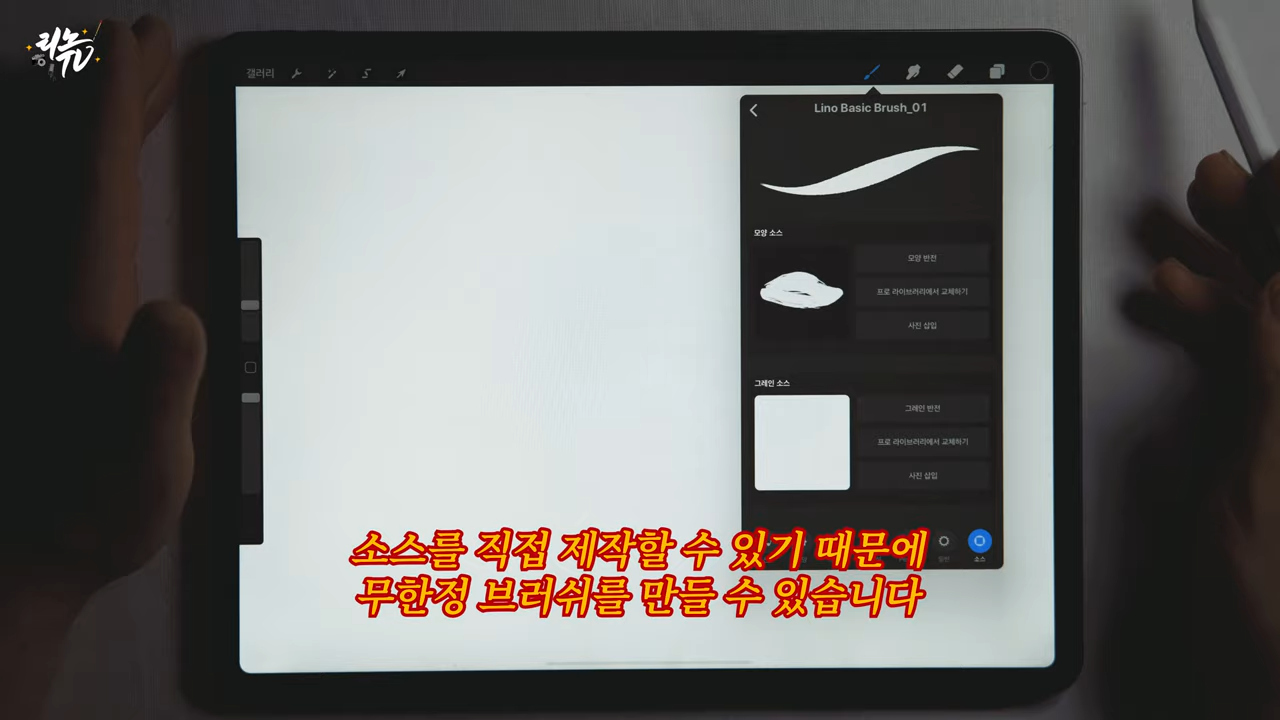 리뉴
TV
갤러리
Lino Basic Brush_01
모양 소스
모양 반전
프로 라이브러리에서 교체하기
사진 삽입
그레인 소스
그레인 반전
프로 라이브러리에서 교체하기
사진 삽입
소스
소스를 직접 제작할 수 있기 때문에
무한정 브러쉬를 만들 수 있습니다